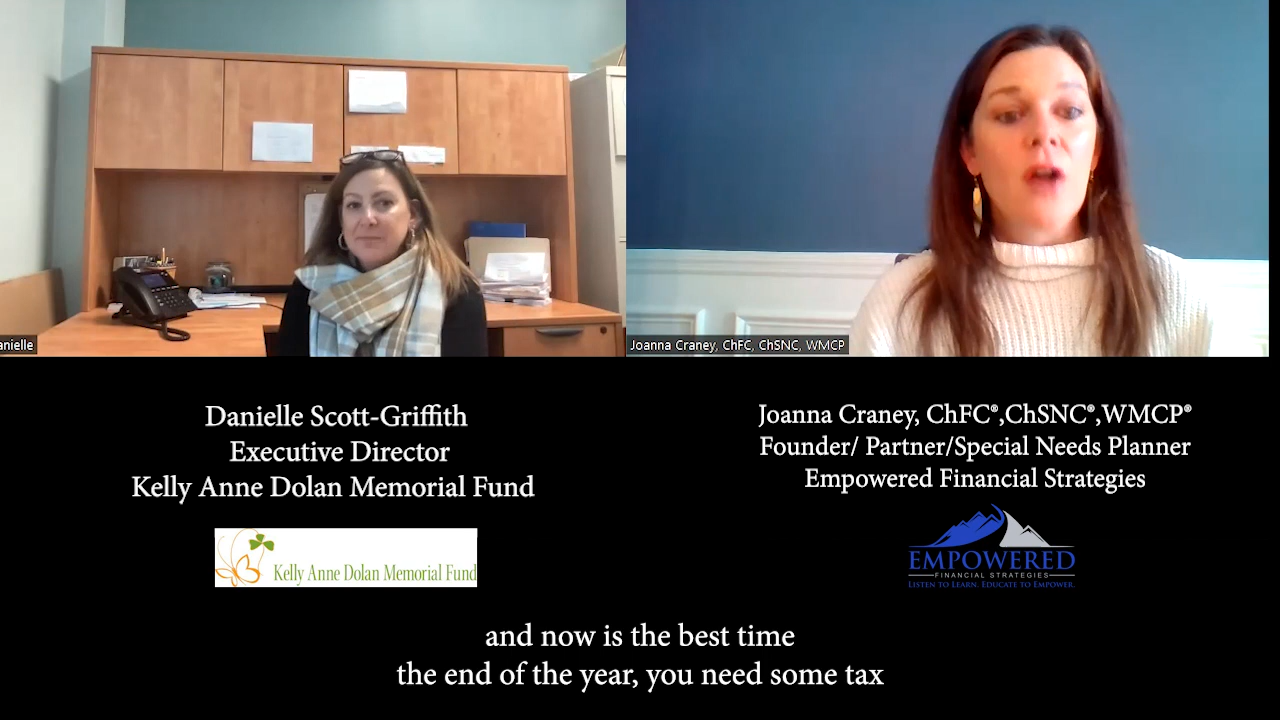 anielle
Joanna Craney, ChFC, ChSNC, WMCP
Danielle Scott-Griffith
Executive Director
Kelly Anne Dolan Memorial Fund
Kelly Anne Dolan Memorial Fund
Joanna Craney, ChFC®,ChSNC®,WMCP®
Founder/ Partner/Special Needs Planner
Empowered Financial Strategies
EMPOWERED
FINANCIAL STRATEGIES
LISTEN TO LEARN. EDUCATE TO EMPOWER.
and now is the best time
the end of the year, you need some tax